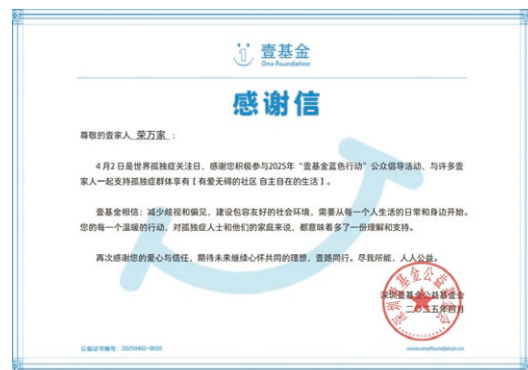 壹基金
One Foundation
感谢信
尊敬的壹家人 荣万家 ：
4月2日是世界孤独症关注日，感谢您积极参与2025年“壹基金蓝色行动”公众倡导活动，与许多壹
家人一起支持孤独症群体享有【有爱无碍的社区 自主自在的生活】。
壹基金相信：减少歧视和偏见，建设包容友好的社会环境，需要从每一个人生活的日常和身边开始。
您的每一个温暖的行动，对孤独症人士和他们的家庭来说，都意味着多了一份理解和支持。
再次感谢您的爱心与信任，期待未来继续心怀共同的理想，壹路同行。尽我所能，人人公益。
深圳壹基金公益基金会
二〇二五年四月
公益证书编号：20250402-0030
www.onefoundation.cn